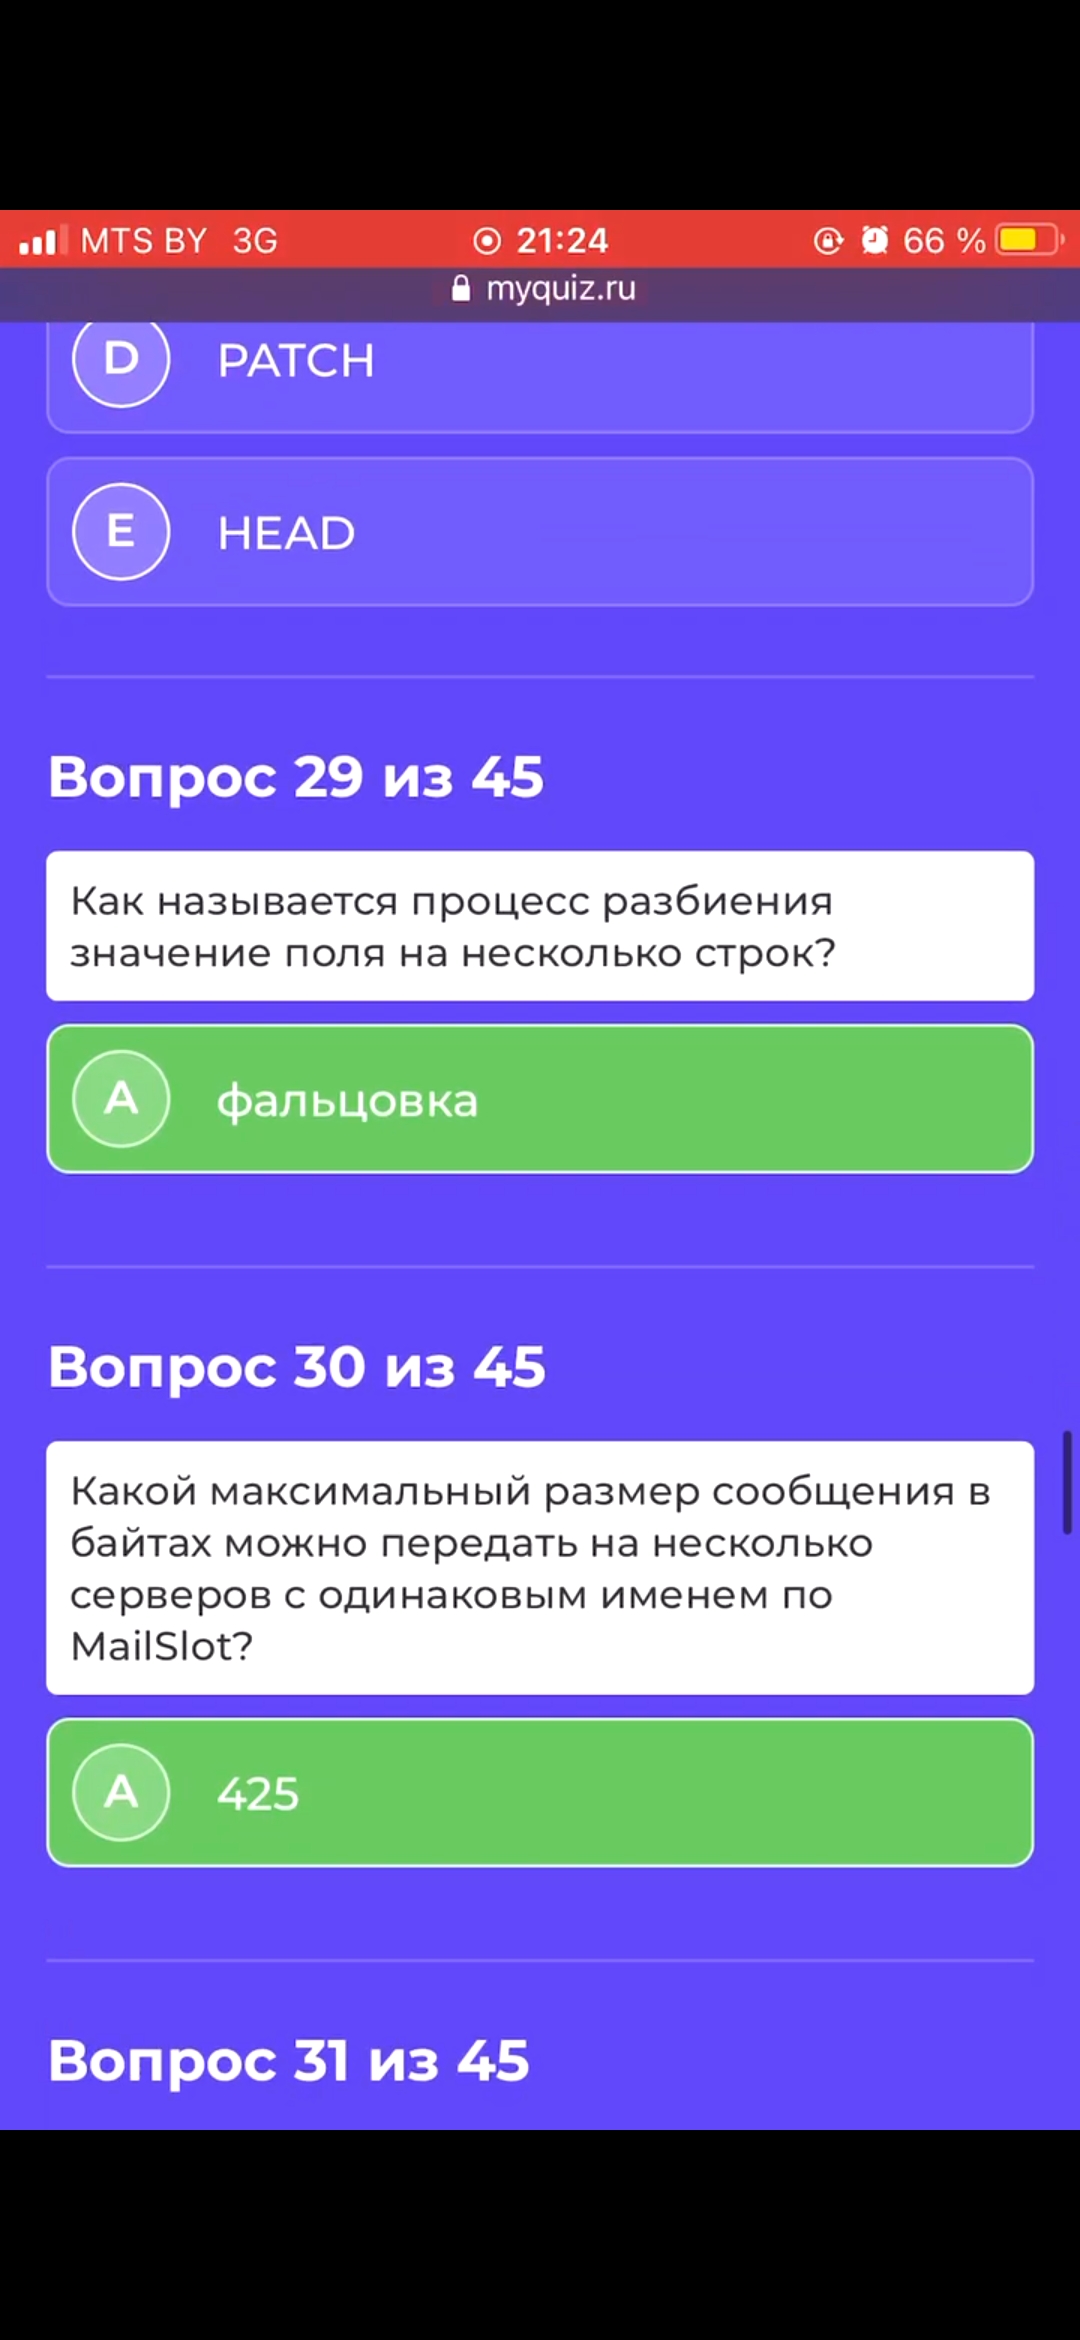 MTS BY 3G 21:24 66 %
myquiz.ru
D PATCH
E HEAD
Вопрос 29 из 45
Как называется процесс разбиения
значение поля на несколько строк?
A фальцовка
Вопрос 30 из 45
Какой максимальный размер сообщения в
байтах можно передать на несколько
серверов с одинаковым именем по
MailSlot?
A 425
Вопрос 31 из 45